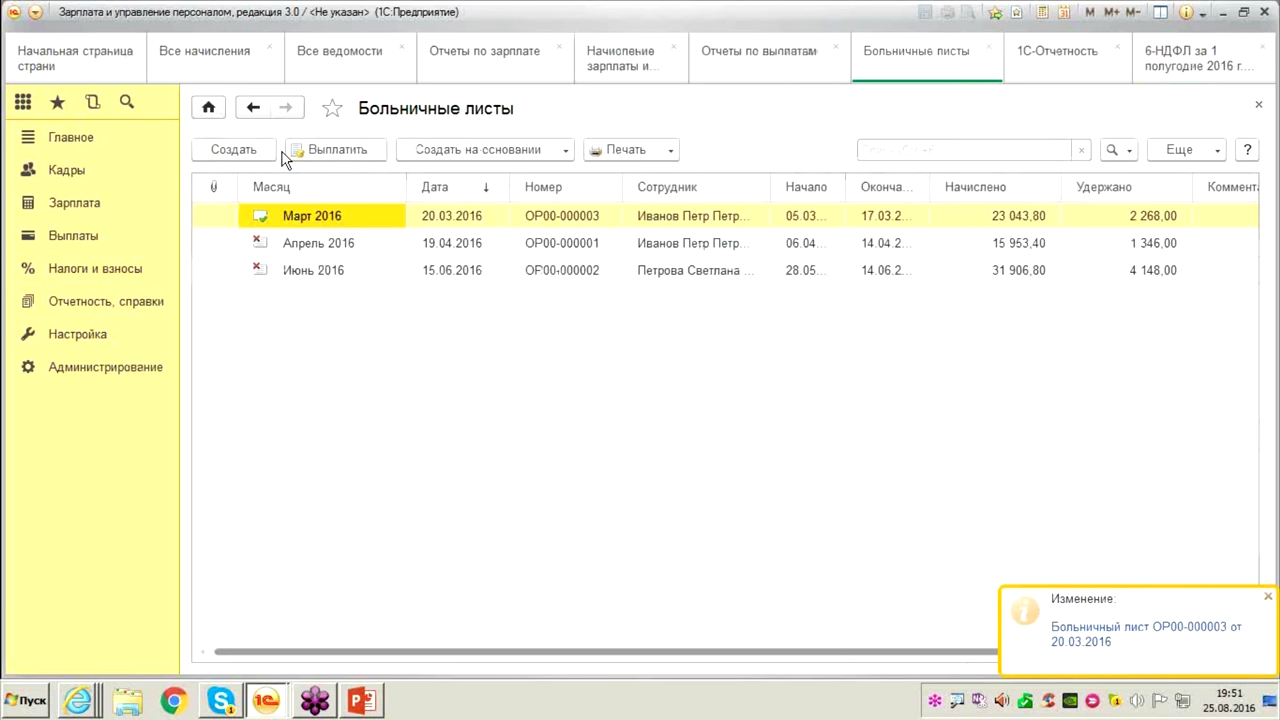 Зарплата и управление персоналом, редакция 3.0 / <Не указан> (1С:Предприятие)
M M+ M-
Начальная страница
страни
Все начисления
Все ведомости
Отчеты по зарплате
Начисление
зарплаты и...
Отчеты по выплатам
Больничные листы
1С-Отчетность
6-НДФЛ за 1
полугодие 2016 г....
Больничные листы
Главное
Кадры
Зарплата
Выплаты
Налоги и взносы
Отчетность, справки
Настройка
Администрирование
Создать
Выплатить
Создать на основании
Печать
Еще
?
Месяц Дата Номер Сотрудник Начало Оконча... Начислено Удержано Коммента
Март 2016 20.03.2016 ОР00-000003 Иванов Петр Петр... 05.03... 17.03.2... 23 043,80 2 268,00
Апрель 2016 19.04.2016 ОР00-000001 Иванов Петр Петр... 06.04... 14.04.2... 15 953,40 1 346,00
Июнь 2016 15.06.2016 ОР00-000002 Петрова Светлана ... 28.05... 14.06.2... 31 906,80 4 148,00
Изменение:
Больничный лист ОР00-000003 от
20.03.2016
Пуск
19:51
25.08.2016